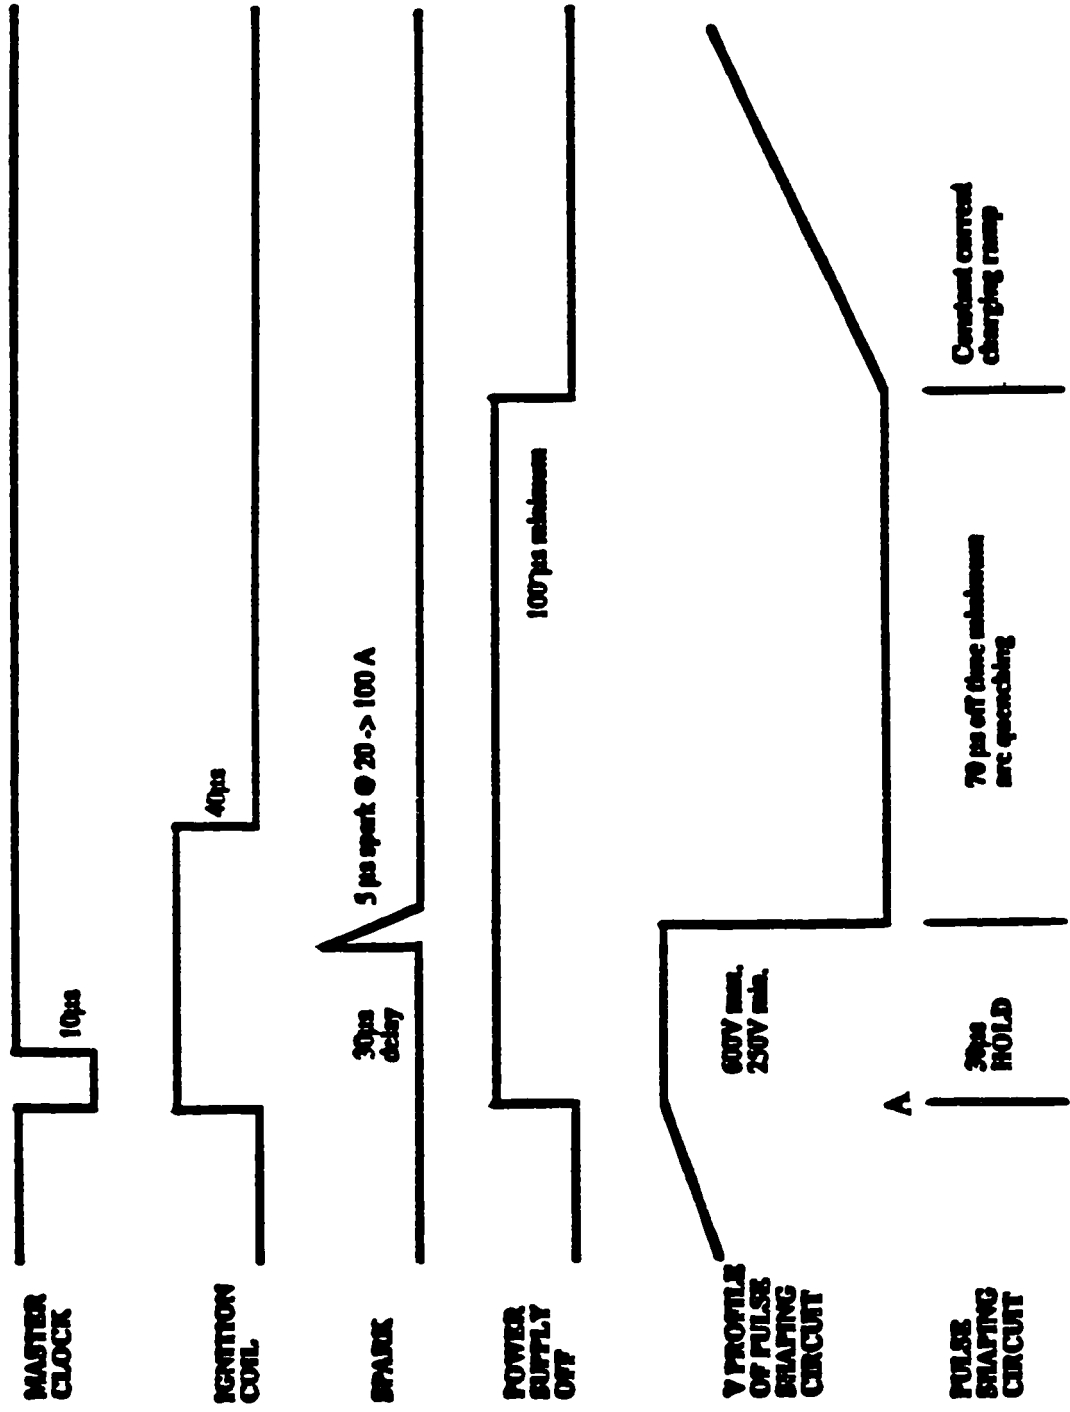 MASTER
CLOCK
10µs
IGNITION
COIL
40µs
SPARK
30µs
delay
5 µs spark @ 20 -> 100 A
POWER
SUPPLY
OFF
100 µs minimum
V PROFILE
OF PULSE
SHAPING
CIRCUIT
600V max.
250V min.
A
PULSE
SHAPING
CIRCUIT
30µs
HOLD
70 µs off time minimum
arc quenching
Constant current
charging ramp